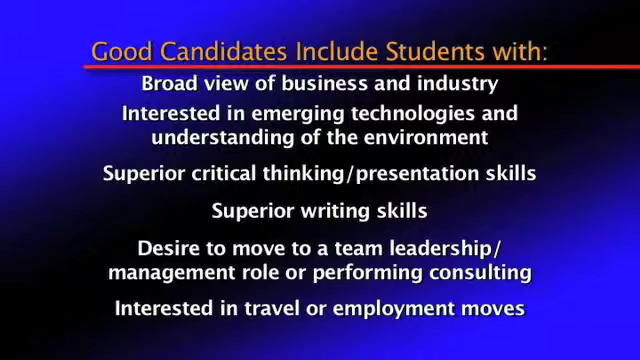 Good Candidates Include Students with:
Broad view of business and industry
Interested in emerging technologies and
understanding of the environment
Superior critical thinking/presentation skills
Superior writing skills
Desire to move to a team leadership/
management role or performing consulting
Interested in travel or employment moves